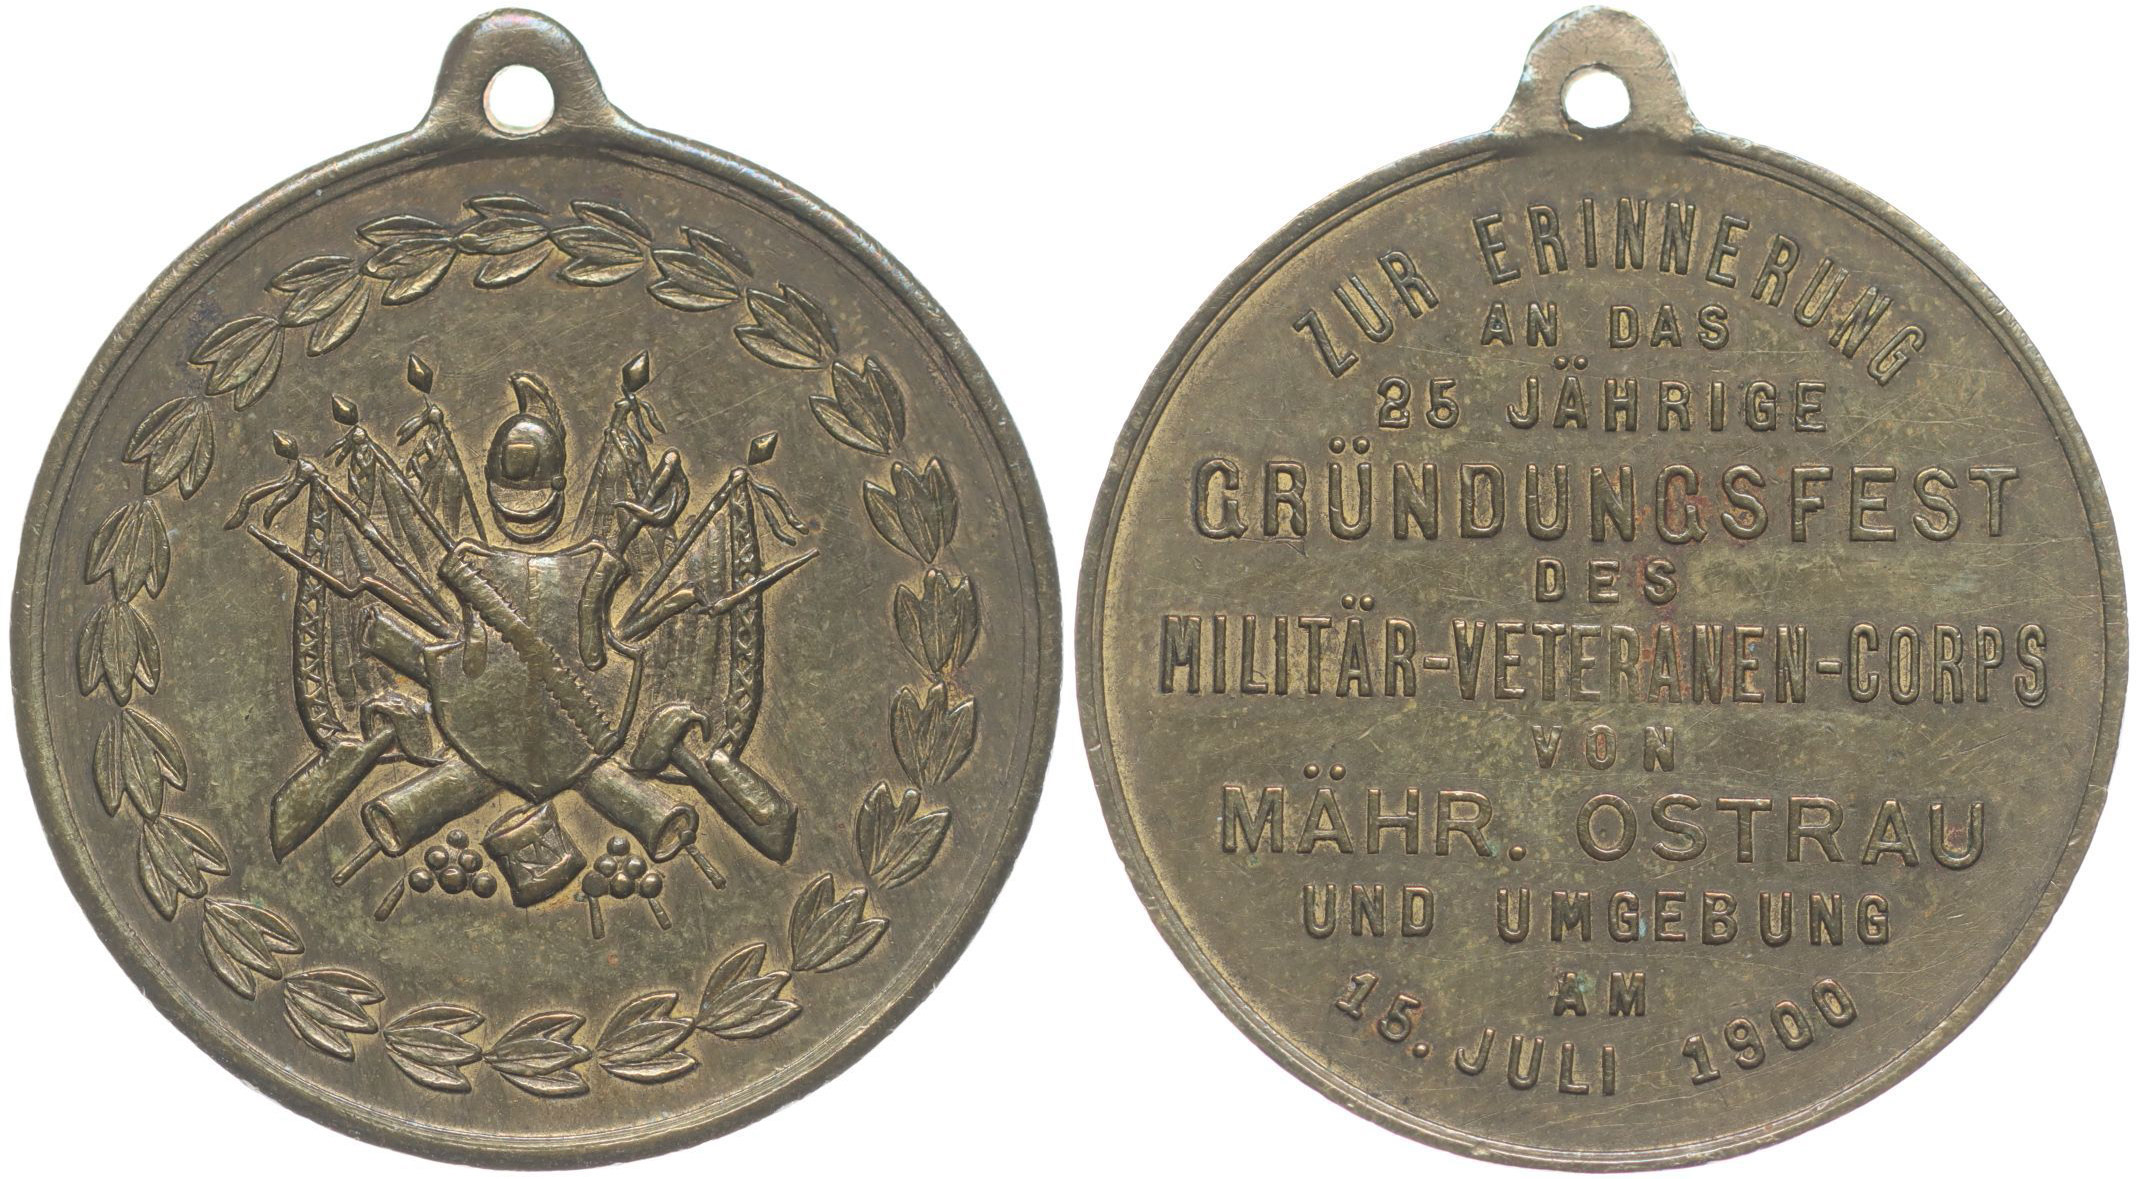 ZUR ERINNERUNG
AN DAS
25 JÄHRIGE
GRÜNDUNGSFEST
DES
MILITÄR-VETERANEN-CORPS
VON
MÄHR. OSTRAU
UND UMGEBUNG
AM
15. JULI 1900